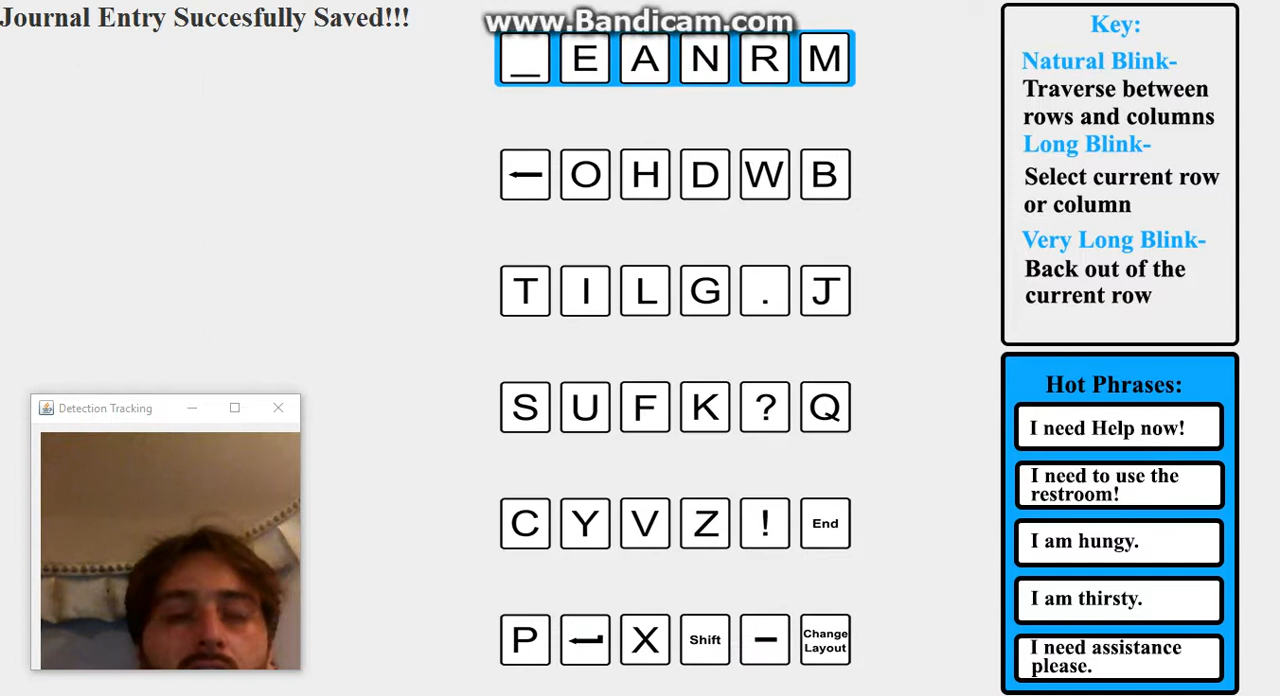 Journal Entry Succesfully Saved!!!
www.Bandicam.com
_ E A N R M
← O H D W B
T I L G . J
S U F K ? Q
C Y V Z ! End
P ↵ X Shift – Change Layout
Key:
Natural Blink-
Traverse between
rows and columns
Long Blink-
Select current row
or column
Very Long Blink-
Back out of the
current row
Hot Phrases:
I need Help now!
I need to use the
restroom!
I am hungy.
I am thirsty.
I need assistance
please.
Detection Tracking